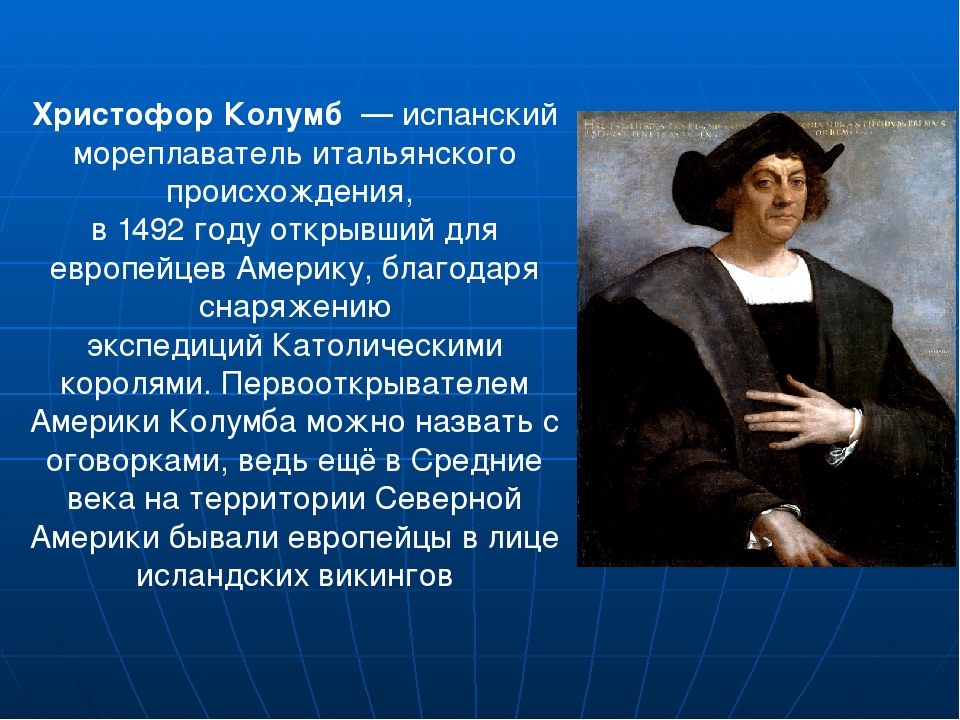 Христофор Колумб — испанский
мореплаватель итальянского
происхождения,
в 1492 году открывший для
европейцев Америку, благодаря
снаряжению
экспедиций Католическими
королями. Первооткрывателем
Америки Колумба можно назвать с
оговорками, ведь ещё в Средние
века на территории Северной
Америки бывали европейцы в лице
исландских викингов